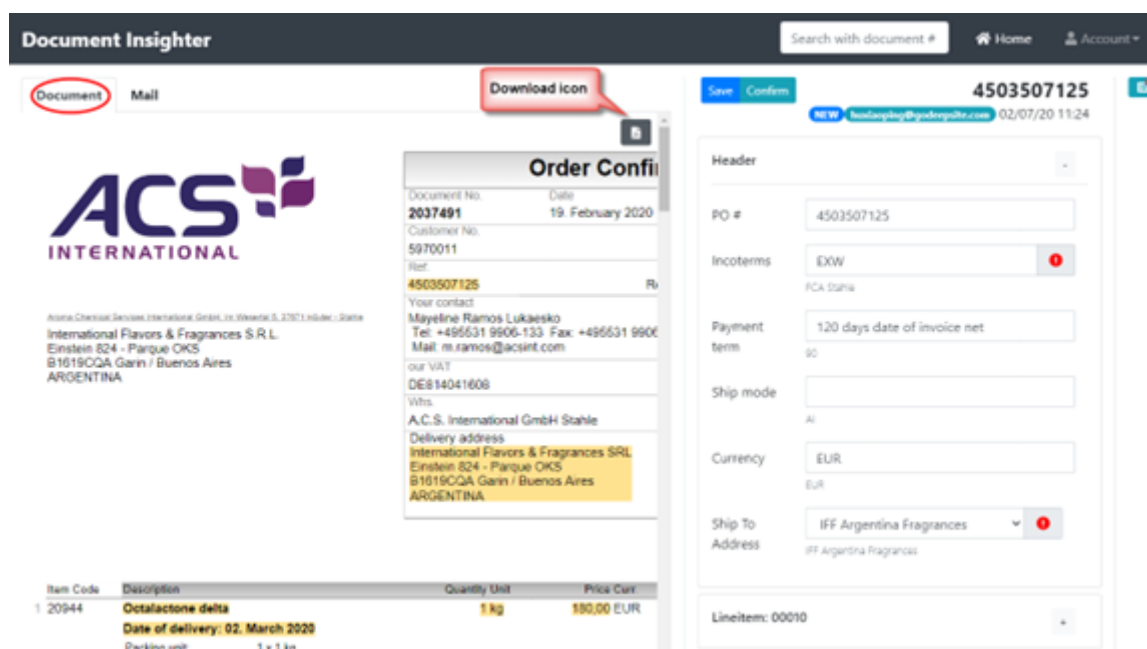 Document Insighter
Search with document #
Home
Account
Document
Mail
Download icon
Save
Confirm
4503507125
NEW
02/07/20 11:24
ACS
INTERNATIONAL
International Flavors & Fragrances S.R.L.
Einstein 824 - Parque OKS
B1619CQA Garin / Buenos Aires
ARGENTINA
Order Confi
Document No.
Date
2037491
19. February 2020
Customer No.
5970011
Ref.
4503507125
Your contact
Mayeline Ramos Lukaesko
Tel: +495531 9906-133 Fax: +495531 9906
Mail: m.ramos@acsint.com
our VAT
DE814041608
Whs.
A.C.S. International GmbH Stahle
Delivery address
International Flavors & Fragrances SRL
Einstein 824 - Parque OKS
B1619CQA Garin / Buenos Aires
ARGENTINA
Item Code
Description
Quantity Unit
Price Curr.
1 20944
Octalactone delta
1 kg
180,00 EUR
Date of delivery: 02. March 2020
Packing unit
1 x 1 kg
Header
-
PO #
4503507125
Incoterms
EXW
FCA Stahle
Payment term
120 days date of invoice net
90
Ship mode
AI
Currency
EUR
EUR
Ship To Address
IFF Argentina Fragrances
IFF Argentina Fragrances
Lineitem: 00010
+